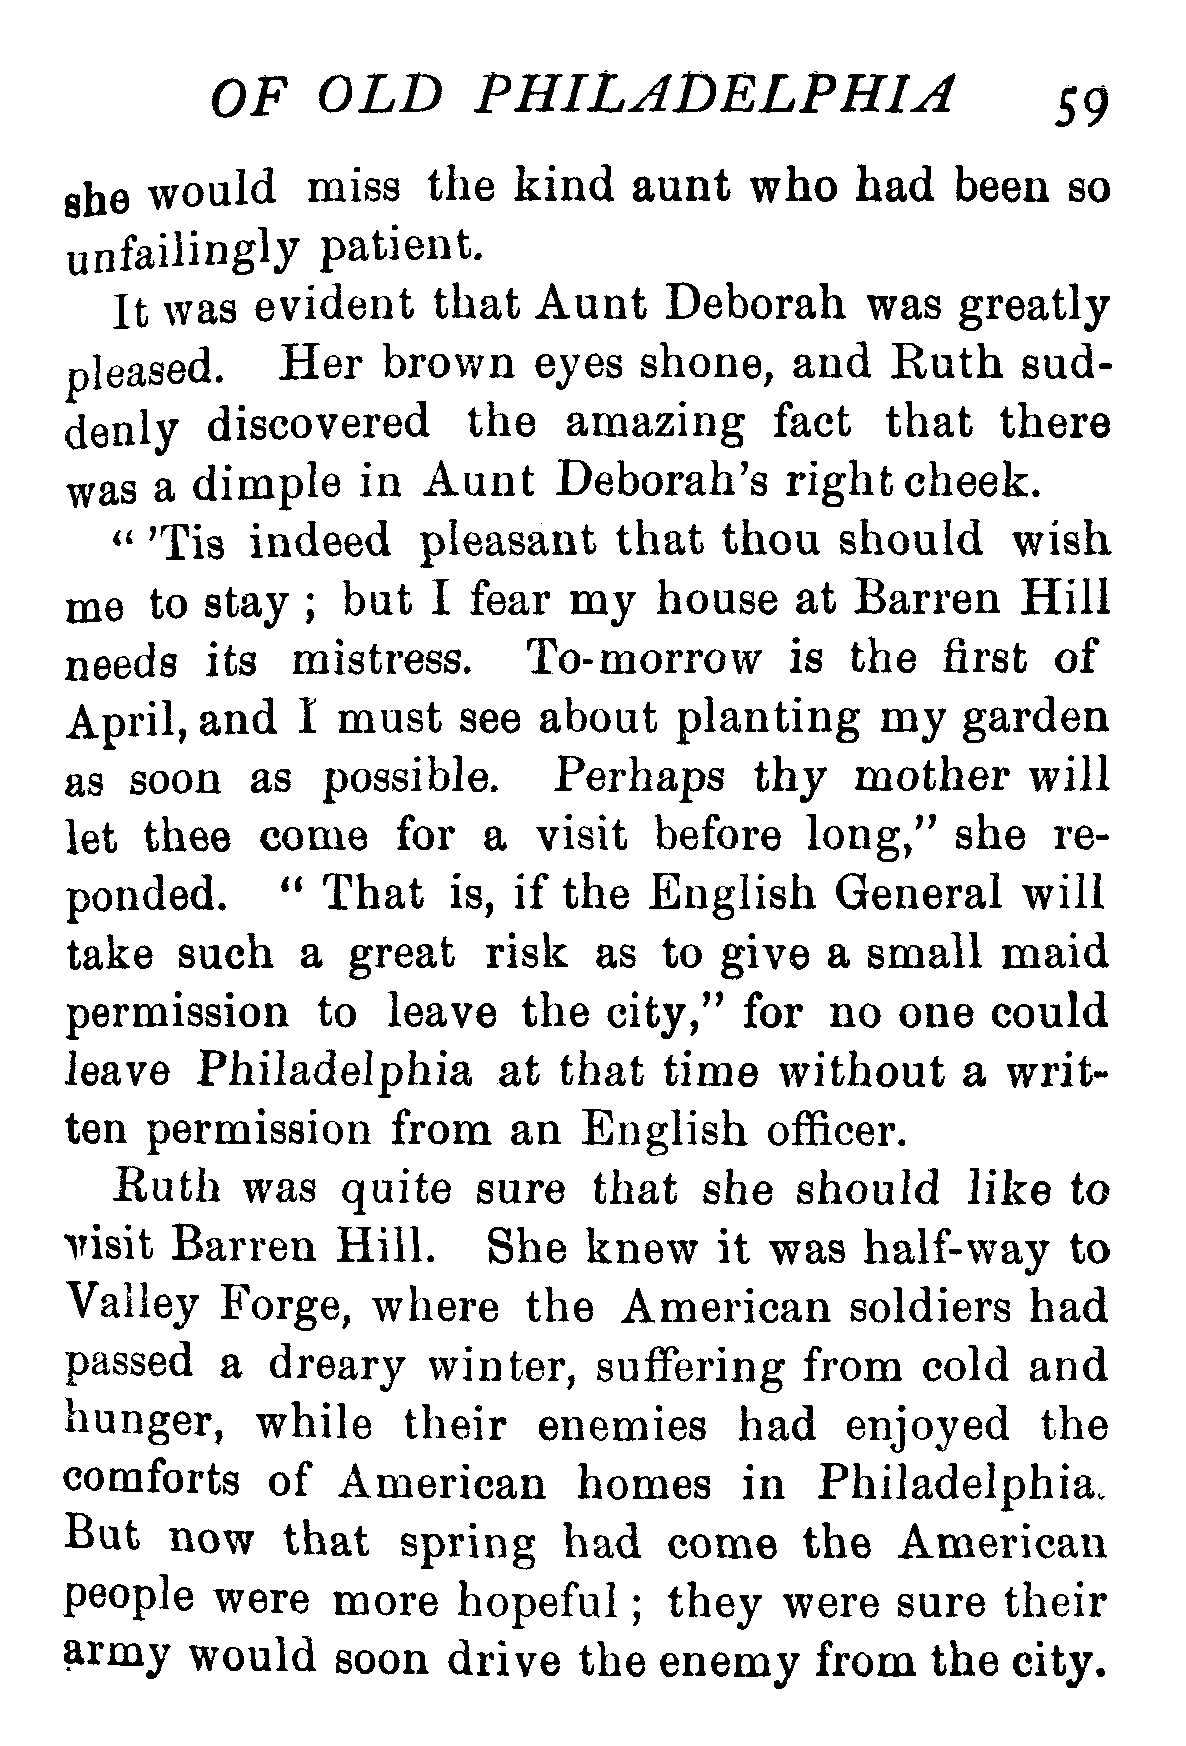 OF OLD PHILADELPHIA 59
she would miss the kind aunt who had been so
unfailingly patient.
It was evident that Aunt Deborah was greatly
pleased. Her brown eyes shone, and Ruth sud-
denly discovered the amazing fact that there
was a dimple in Aunt Deborah's right cheek.
" 'Tis indeed pleasant that thou should wish
me to stay ; but I fear my house at Barren Hill
needs its mistress. To-morrow is the first of
April, and I must see about planting my garden
as soon as possible. Perhaps thy mother will
let thee come for a visit before long," she re-
ponded. " That is, if the English General will
take such a great risk as to give a small maid
permission to leave the city," for no one could
leave Philadelphia at that time without a writ-
ten permission from an English officer.
Ruth was quite sure that she should like to
visit Barren Hill. She knew it was half-way to
Valley Forge, where the American soldiers had
passed a dreary winter, suffering from cold and
hunger, while their enemies had enjoyed the
comforts of American homes in Philadelphia.
But now that spring had come the American
people were more hopeful ; they were sure their
army would soon drive the enemy from the city.